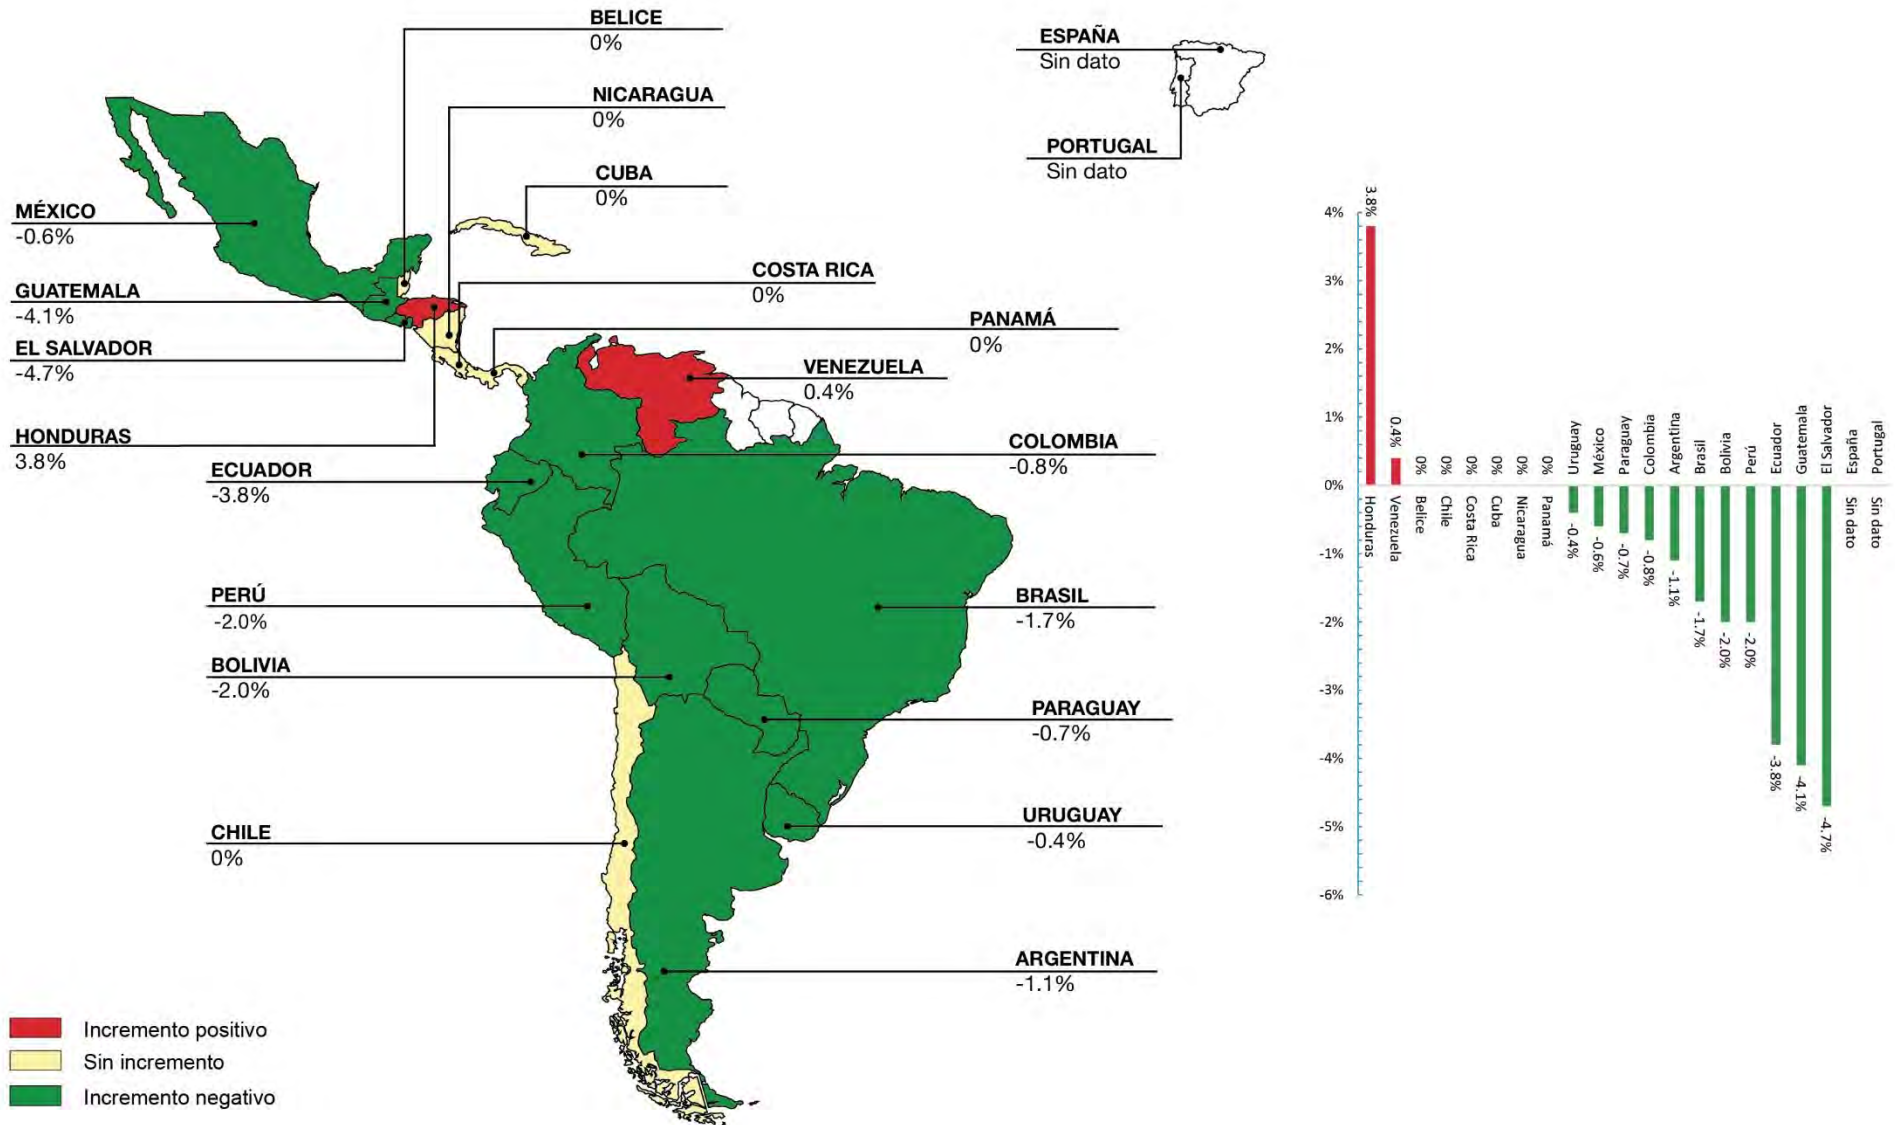 BELICE
0%
NICARAGUA
0%
CUBA
0%
COSTA RICA
0%
PANAMÁ
0%
VENEZUELA
0.4%
COLOMBIA
-0.8%
BRASIL
-1.7%
PARAGUAY
-0.7%
URUGUAY
-0.4%
ARGENTINA
-1.1%
MÉXICO
-0.6%
GUATEMALA
-4.1%
EL SALVADOR
-4.7%
HONDURAS
3.8%
ECUADOR
-3.8%
PERÚ
-2.0%
BOLIVIA
-2.0%
CHILE
0%
Incremento positivo
Sin incremento
Incremento negativo
ESPAÑA
Sin dato
PORTUGAL
Sin dato
4%
3%
2%
1%
0%
-1%
-2%
-3%
-4%
-5%
-6%
3.8%
Honduras
0.4%
Venezuela
0%
Belice
0%
Chile
0%
Costa Rica
0%
Cuba
0%
Nicaragua
0%
Panamá
Uruguay
-0.4%
México
-0.6%
Paraguay
-0.7%
Colombia
-0.8%
Argentina
-1.1%
Brasil
-1.7%
Bolivia
-2.0%
Perú
-2.0%
Ecuador
-3.8%
Guatemala
-4.1%
El Salvador
-4.7%
España
Sin dato
Portugal
Sin dato